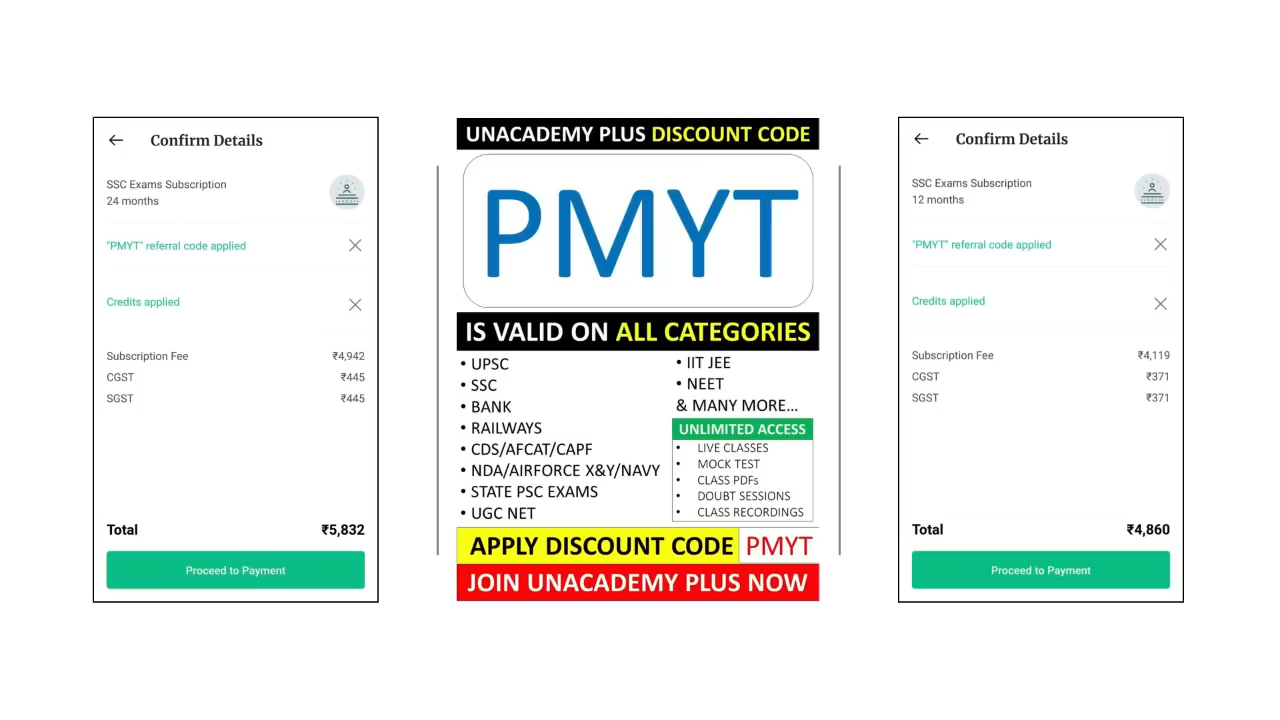 Confirm Details
SSC Exams Subscription
24 months
"PMYT" referral code applied
Credits applied
Subscription Fee ₹4,942
CGST ₹445
SGST ₹445
Total ₹5,832
Proceed to Payment
UNACADEMY PLUS DISCOUNT CODE
PMYT
IS VALID ON ALL CATEGORIES
• UPSC
• SSC
• BANK
• RAILWAYS
• CDS/AFCAT/CAPF
• NDA/AIRFORCE X&Y/NAVY
• STATE PSC EXAMS
• UGC NET
• IIT JEE
• NEET
& MANY MORE...
UNLIMITED ACCESS
• LIVE CLASSES
• MOCK TEST
• CLASS PDFs
• DOUBT SESSIONS
• CLASS RECORDINGS
APPLY DISCOUNT CODE PMYT
JOIN UNACADEMY PLUS NOW
Confirm Details
SSC Exams Subscription
12 months
"PMYT" referral code applied
Credits applied
Subscription Fee ₹4,119
CGST ₹371
SGST ₹371
Total ₹4,860
Proceed to Payment